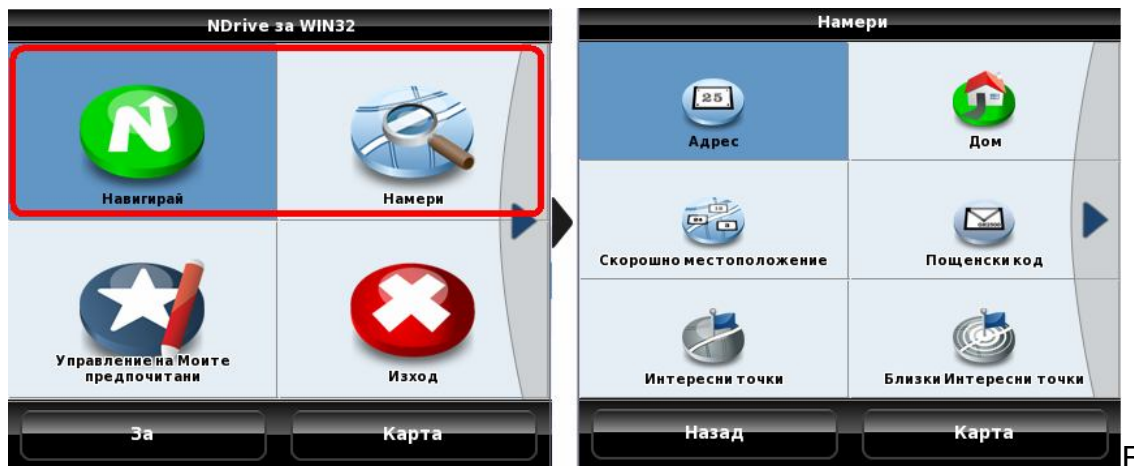 NDrive за WIN32
Навигирай
Намери
Управление на Моите
предпочитани
Изход
За
Карта
Намери
25
Адрес
Дом
Скорошно местоположение
Пощенски код
Интересни точки
Близки Интересни точки
Назад
Карта